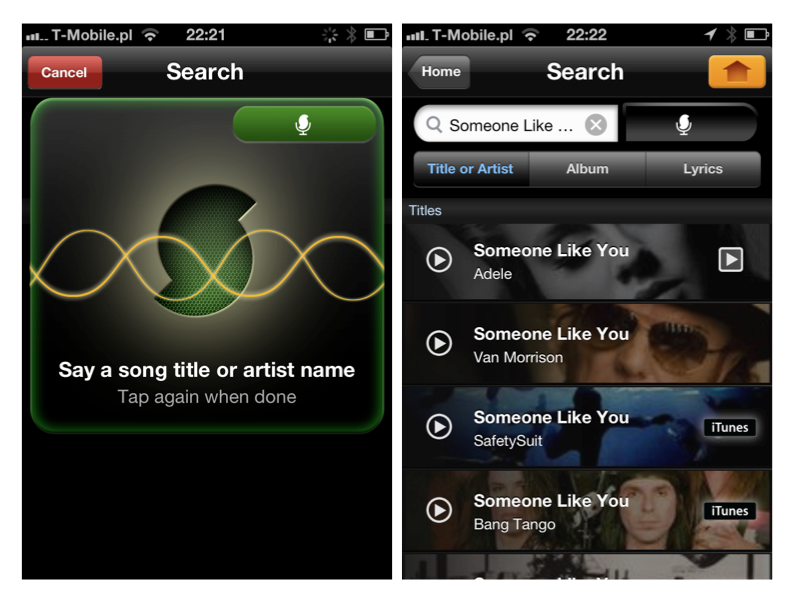 T-Mobile.pl 22:21
Cancel Search
Say a song title or artist name
Tap again when done
T-Mobile.pl 22:22
Home Search
Someone Like ...
Title or Artist Album Lyrics
Titles
Someone Like You
Adele
Someone Like You
Van Morrison
Someone Like You
SafetySuit
iTunes
Someone Like You
Bang Tango
iTunes